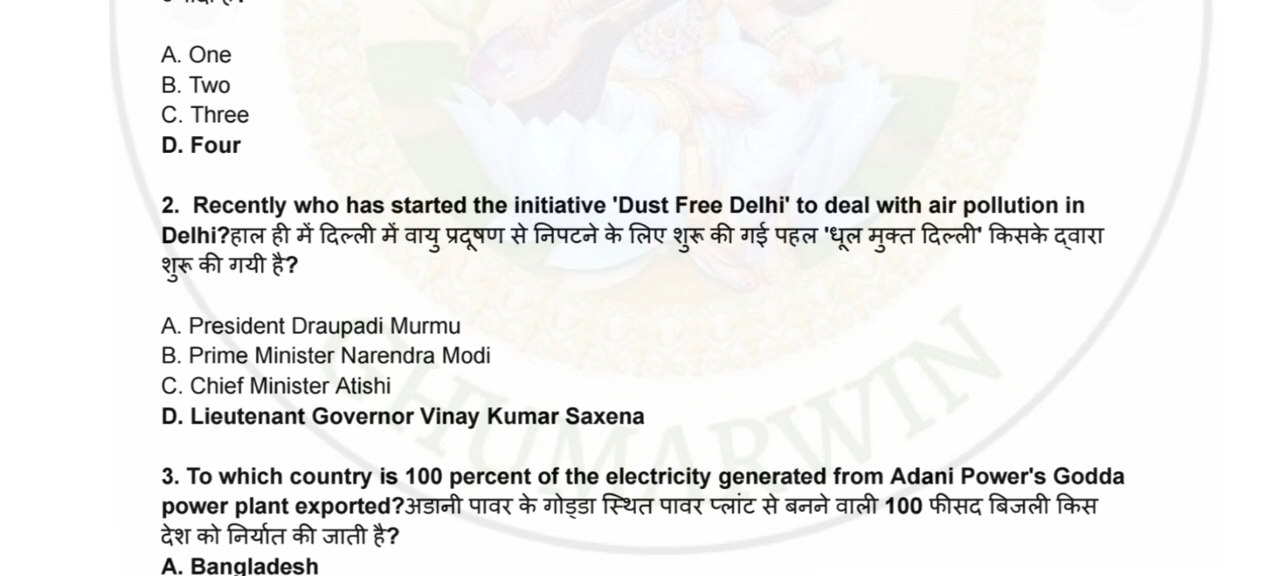 A. One
B. Two
C. Three
D. Four
2.  Recently who has started the initiative 'Dust Free Delhi' to deal with air pollution in
Delhi?हाल ही में दिल्ली में वायु प्रदूषण से निपटने के लिए शुरू की गई पहल 'धूल मुक्त दिल्ली' किसके द्वारा
शुरू की गयी है?
A. President Draupadi Murmu
B. Prime Minister Narendra Modi
C. Chief Minister Atishi
D. Lieutenant Governor Vinay Kumar Saxena
GHUMARWIN
3. To which country is 100 percent of the electricity generated from Adani Power's Godda
power plant exported?अडानी पावर के गोड्डा स्थित पावर प्लांट से बनने वाली 100 फीसद बिजली किस
देश को निर्यात की जाती है?
A. Bangladesh